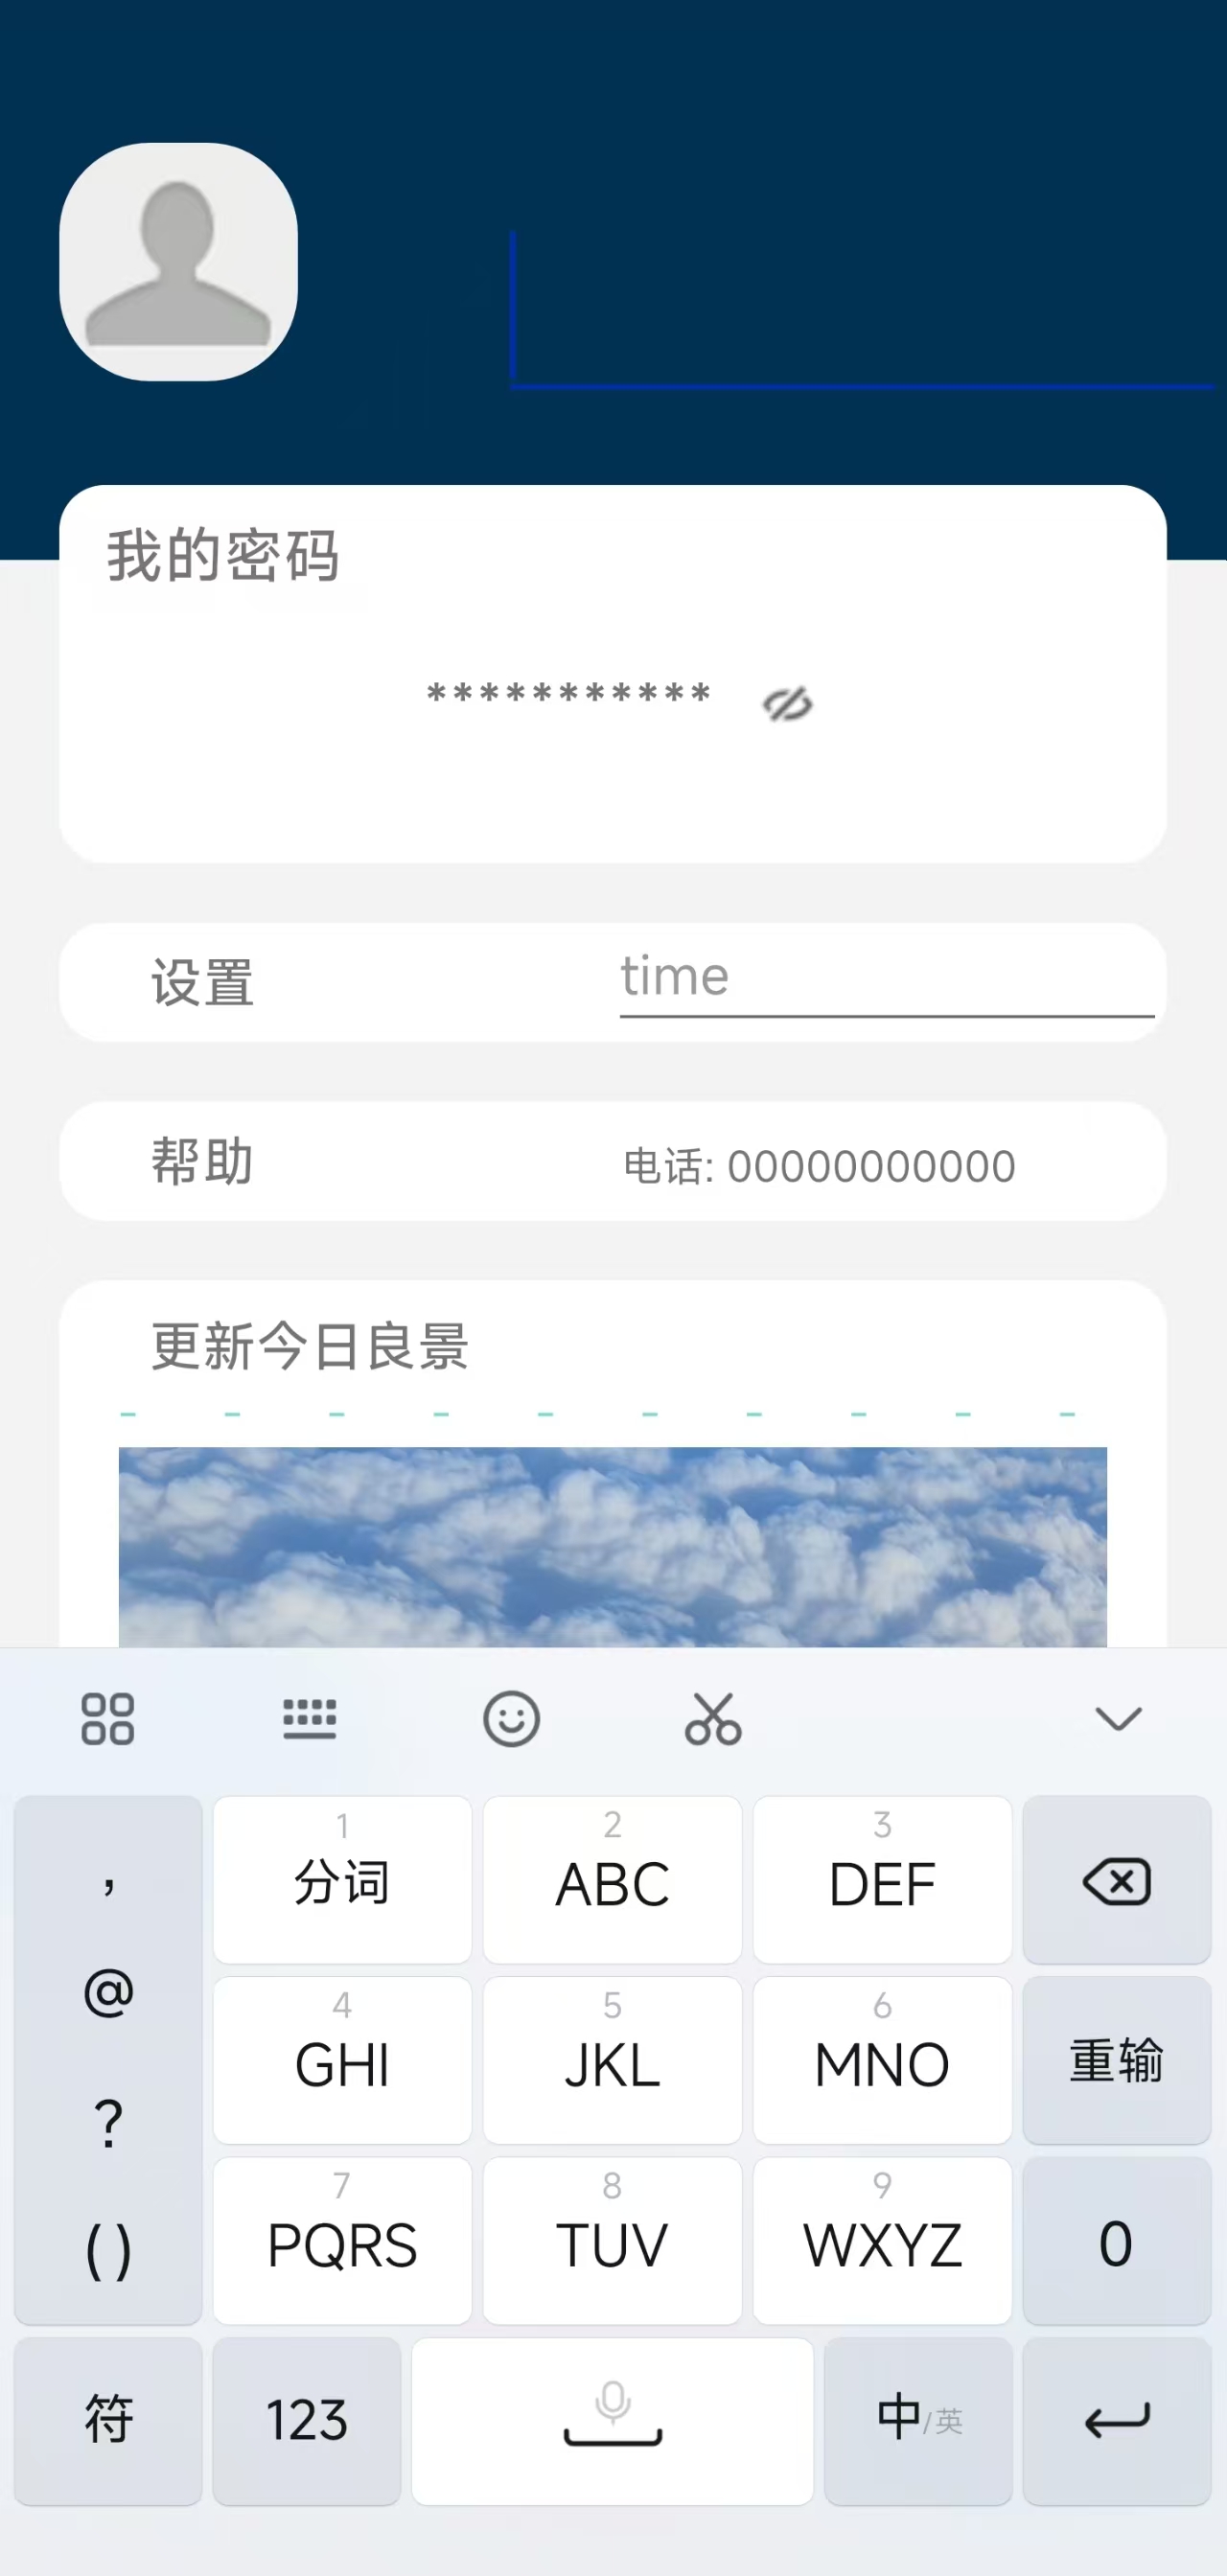 我的密码
***********
设置 time
帮助 电话: 00000000000
更新今日良景
, 1 2 3
分词 ABC DEF
@ 4 5 6
GHI JKL MNO 重输
? 7 8 9
( ) PQRS TUV WXYZ 0
符 123 中/英